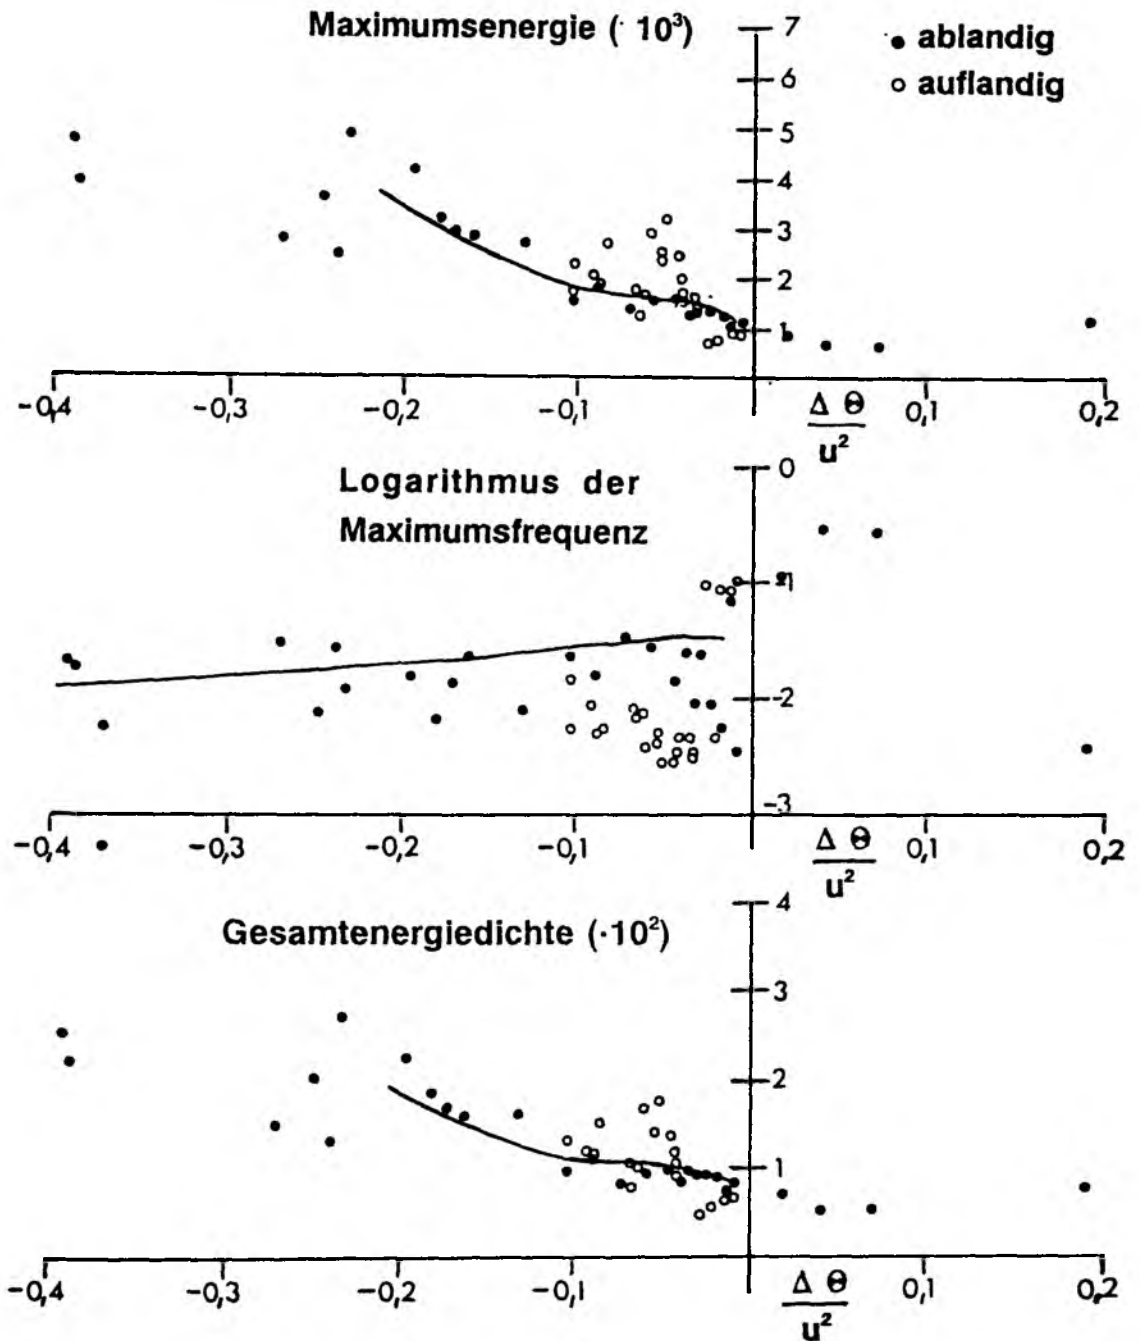 Maximumsenergie (· 10³)
7
• ablandig
6
o auflandig
5
4
3
2
1
-0,4 -0,3 -0,2 -0,1 Δ Θ 0,1 0,2
u²
Logarithmus der
Maximumsfrequenz
0
-1
-2
-3
-0,4 -0,3 -0,2 -0,1 Δ Θ 0,1 0,2
u²
4
Gesamtenergiedichte (·10²)
3
2
1
-0,4 -0,3 -0,2 -0,1 Δ Θ 0,1 0,2
u²